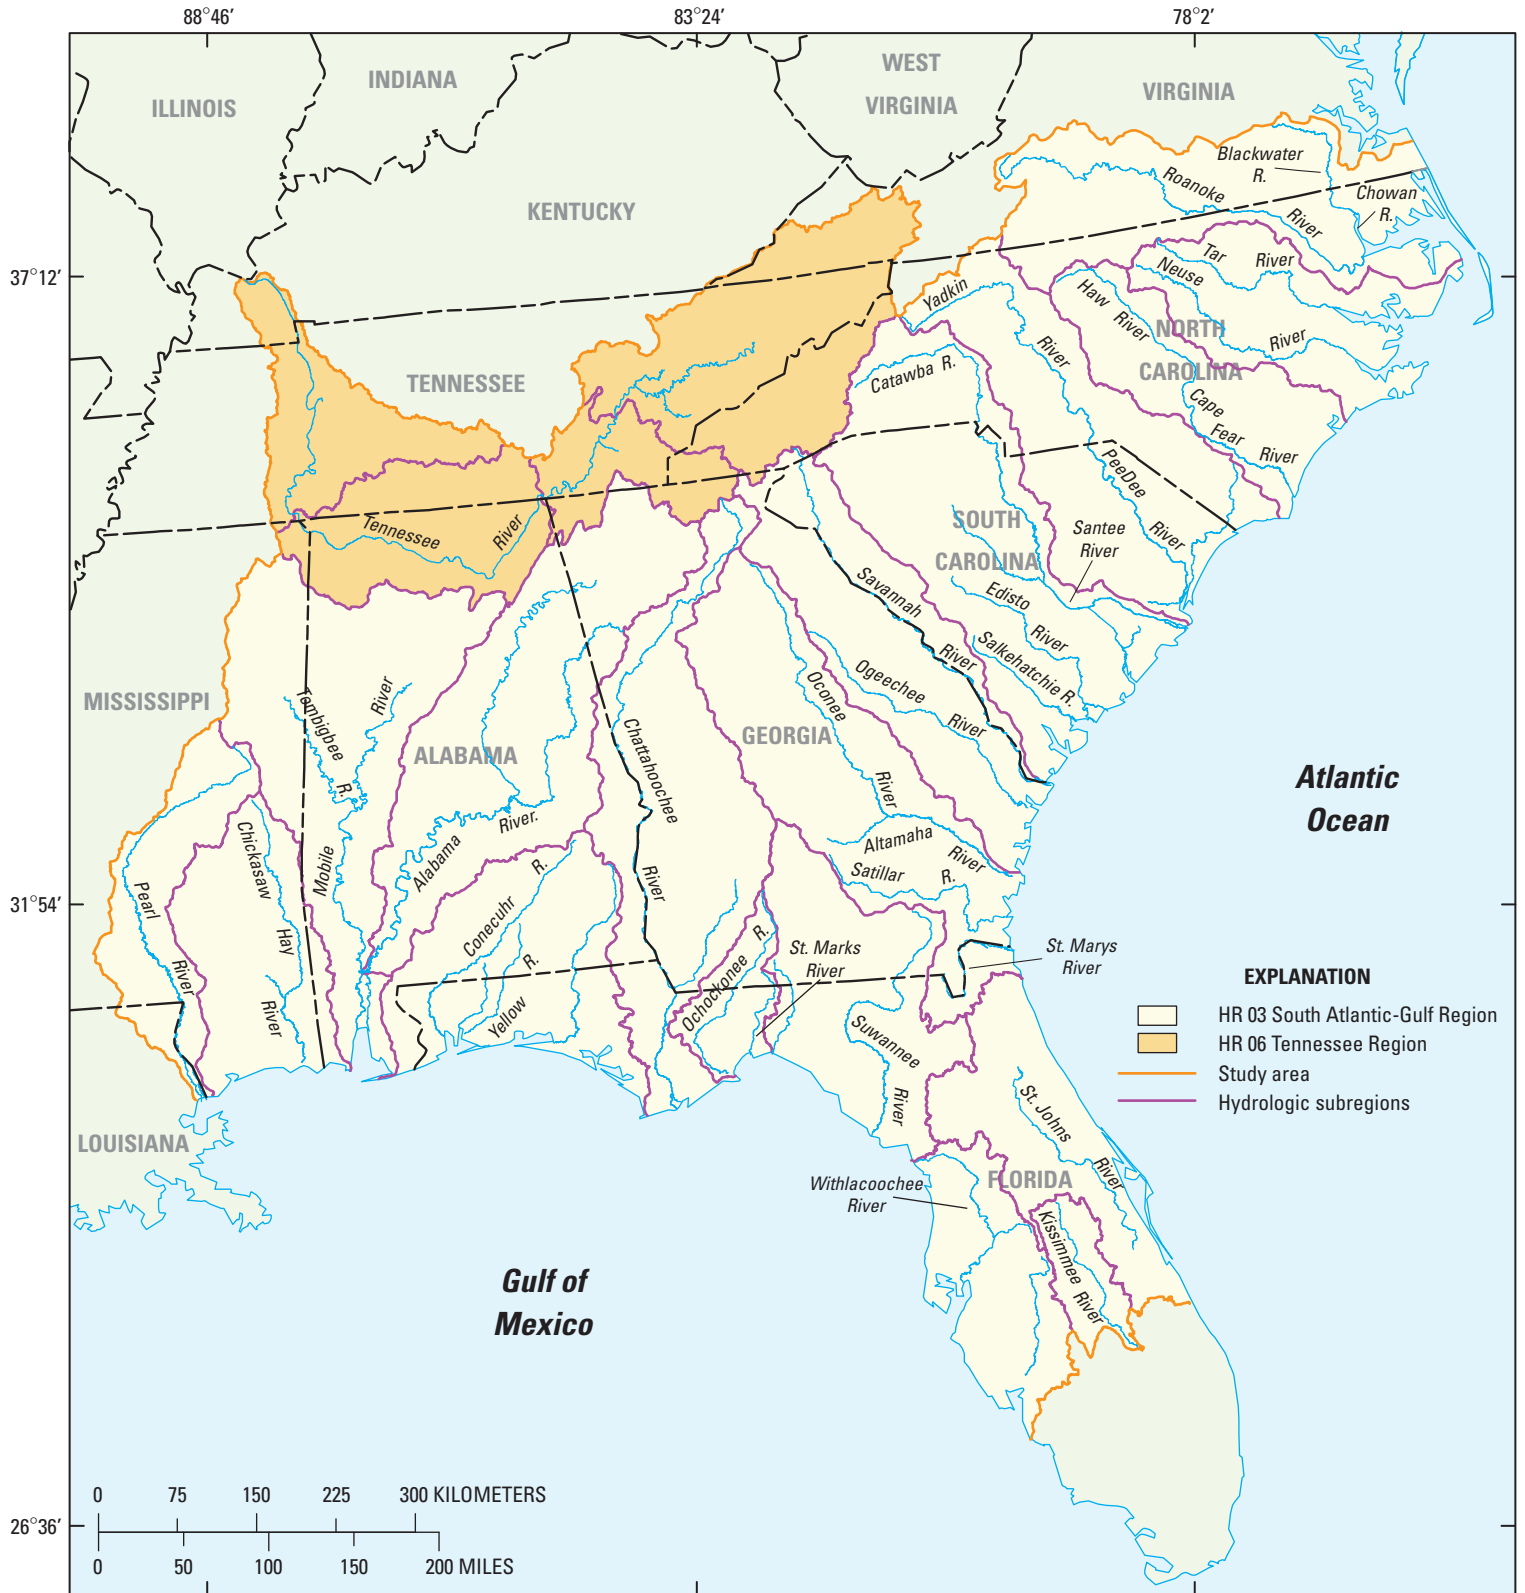 88°46′ 83°24′ 78°2′
ILLINOIS
INDIANA
WEST
VIRGINIA
VIRGINIA
KENTUCKY
Blackwater
R.
Roanoke
River
Chowan
R.
37°12′
Tar
River
Neuse
River
Yadkin
River
Haw
River
NORTH
CAROLINA
TENNESSEE
Catawba R.
Cape
Fear
River
PeeDee
River
Tennessee
River
SOUTH
CAROLINA
Santee
River
Savannah
River
Edisto
River
Salkehatchie R.
MISSISSIPPI
Tombigbee
R.
River
ALABAMA
Chattahoochee
River
GEORGIA
Oconee
River
Ogeechee
River
Atlantic
Ocean
Chickasaw
Hay
River
Mobile
Alabama
River.
Altamaha
River
Satillar
R.
31°54′
Pearl
River
Conecuhr
R.
Yellow
R.
Ochockonee
R.
St. Marks
River
St. Marys
River
Suwannee
River
EXPLANATION
HR 03 South Atlantic-Gulf Region
HR 06 Tennessee Region
Study area
Hydrologic subregions
LOUISIANA
St. Johns
River
Withlacoochee
River
FLORIDA
Kissimmee
River
Gulf of
Mexico
0 75 150 225 300 KILOMETERS
26°36′
0 50 100 150 200 MILES